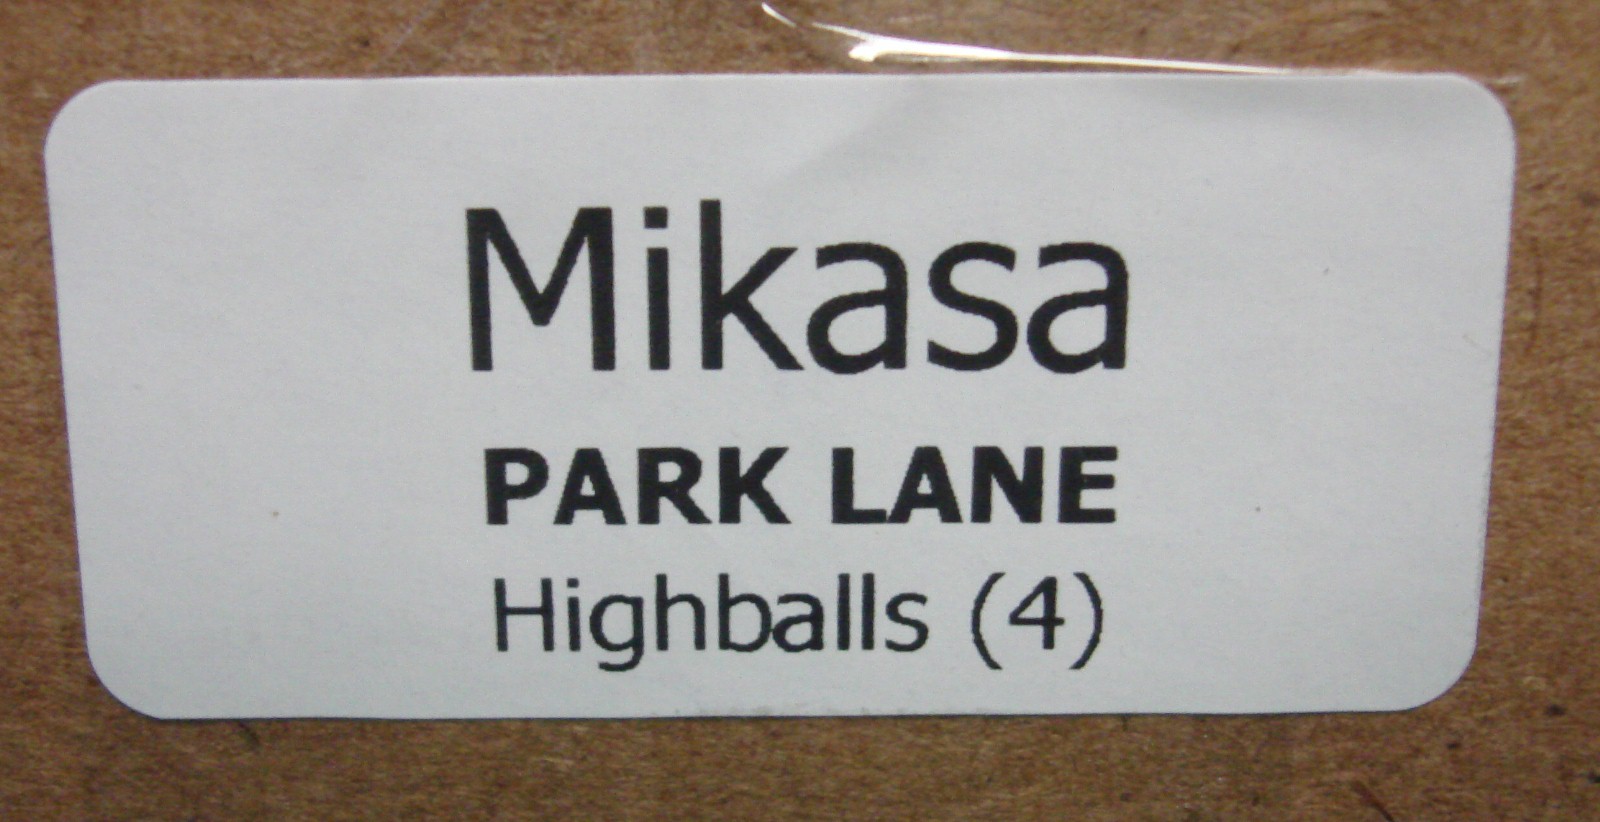 Mikasa
PARK LANE
Highballs (4)